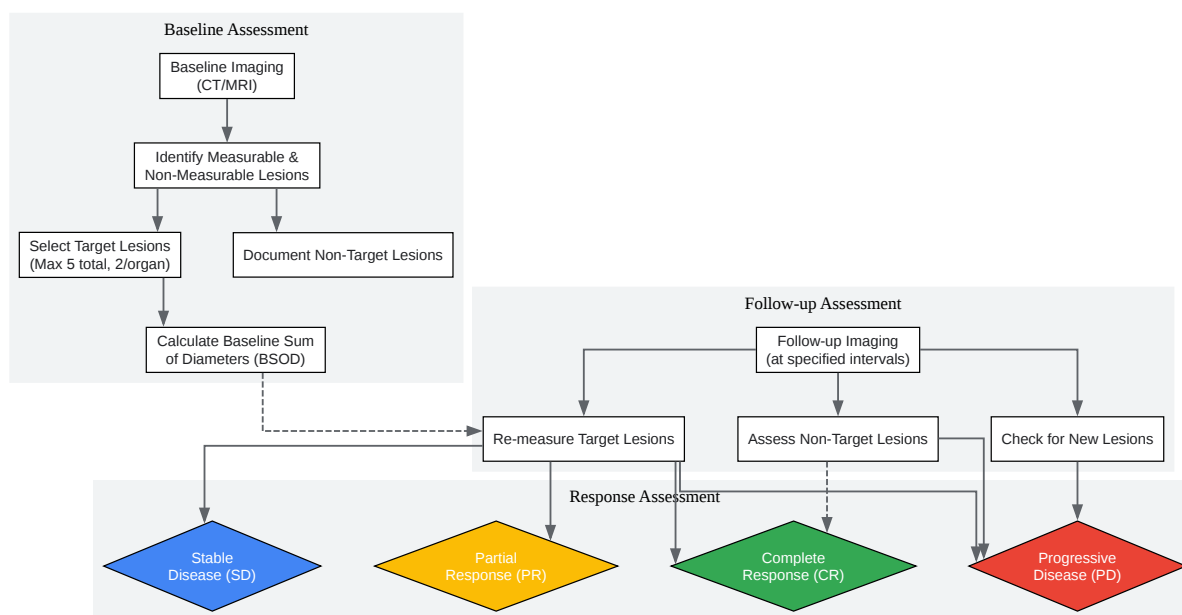 Baseline Assessment
Baseline Imaging
(CT/MRI)
Identify Measurable &
Non-Measurable Lesions
Select Target Lesions
(Max 5 total, 2/organ)
Document Non-Target Lesions
Calculate Baseline Sum
of Diameters (BSOD)
Follow-up Assessment
Follow-up Imaging
(at specified intervals)
Re-measure Target Lesions
Assess Non-Target Lesions
Check for New Lesions
Response Assessment
Stable
Disease (SD)
Partial
Response (PR)
Complete
Response (CR)
Progressive
Disease (PD)